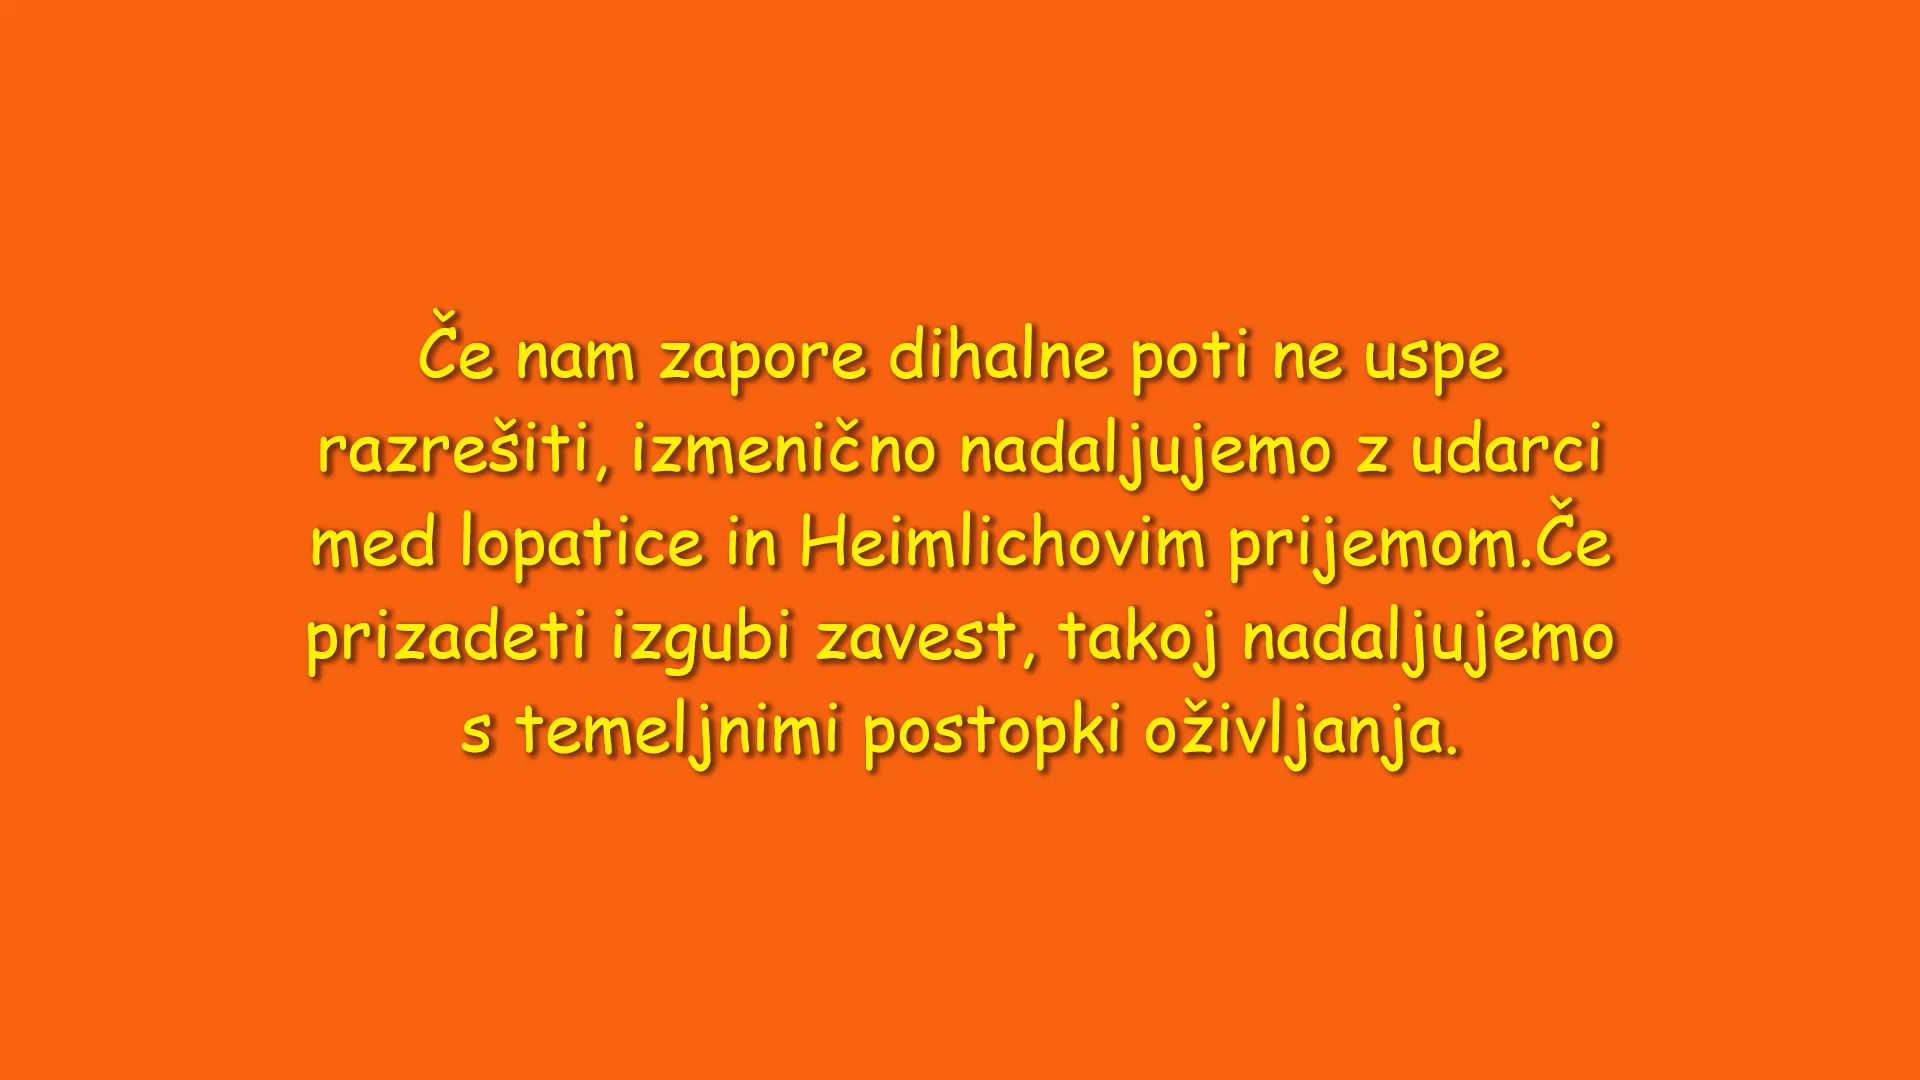 Če nam zapore dihalne poti ne uspe
razrešiti, izmenično nadaljujemo z udarci
med lopatice in Heimlichovim prijemom.Če
prizadeti izgubi zavest, takoj nadaljujemo
s temeljnimi postopki oživljanja.